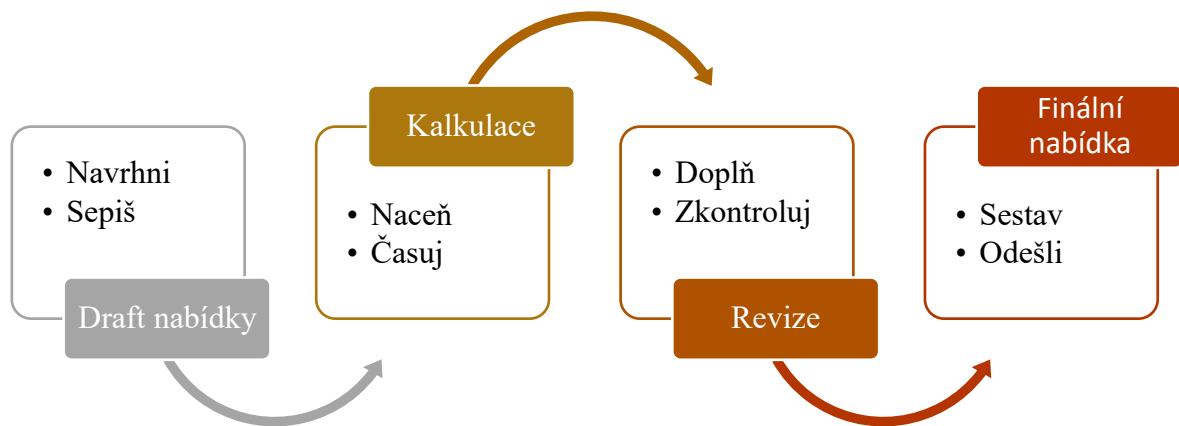 • Navrhni
• Sepiš
Draft nabídky
Kalkulace
• Naceň
• Časuj
• Doplň
• Zkontroluj
Revize
Finální
nabídka
• Sestav
• Odešli